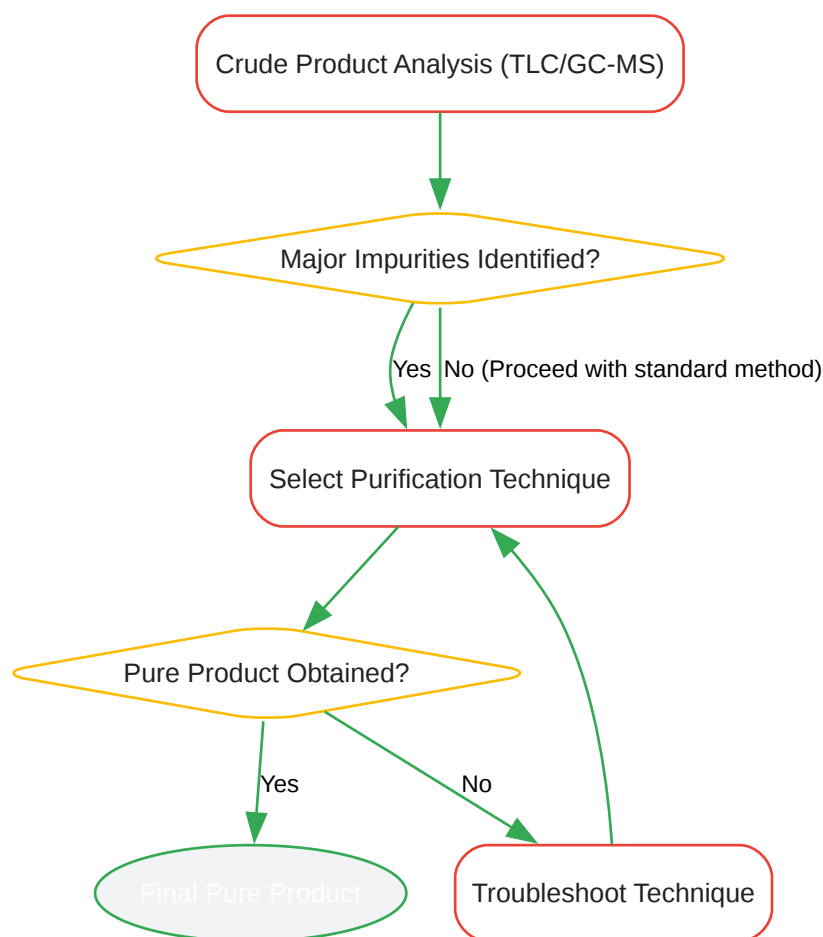 Crude Product Analysis (TLC/GC-MS)
Major Impurities Identified?
Yes
No (Proceed with standard method)
Select Purification Technique
Pure Product Obtained?
Yes
No
Final Pure Product
Troubleshoot Technique